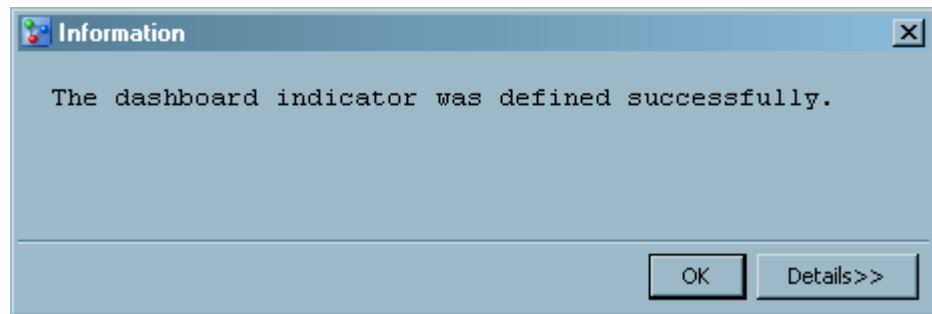 Information
The dashboard indicator was defined successfully.
OK
Details>>